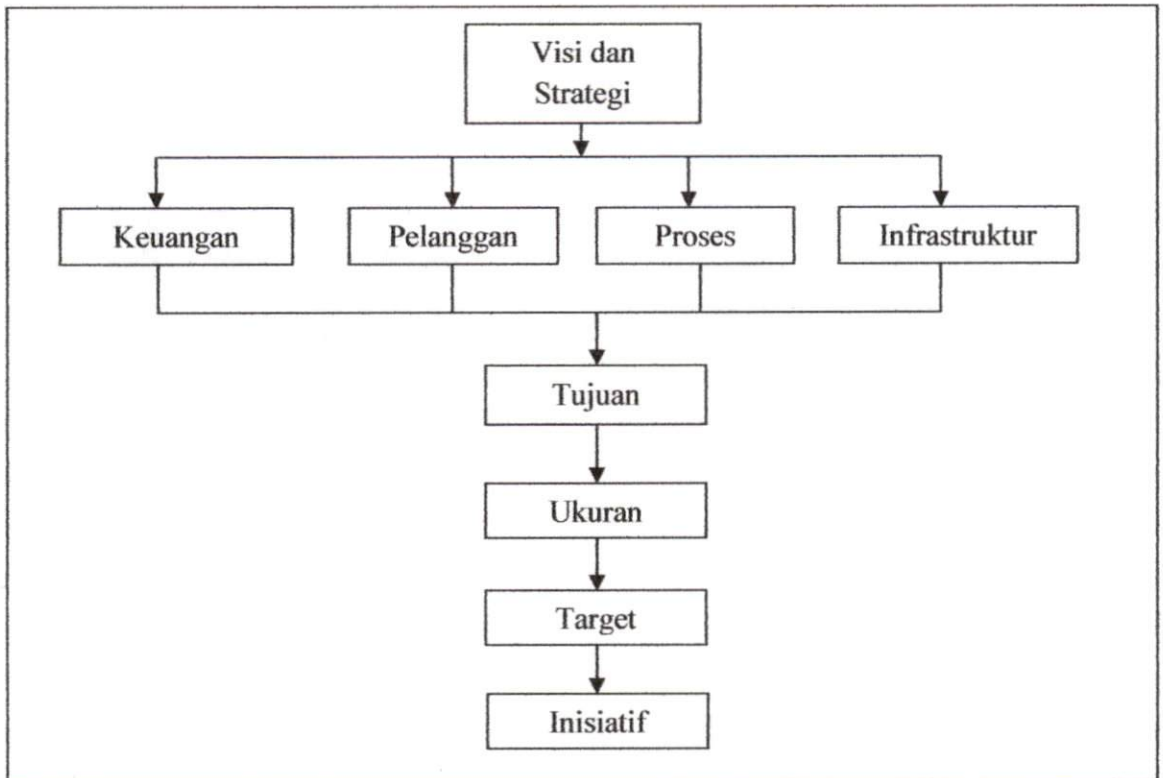 Visi dan
Strategi
Keuangan
Pelanggan
Proses
Infrastruktur
Tujuan
Ukuran
Target
Inisiatif